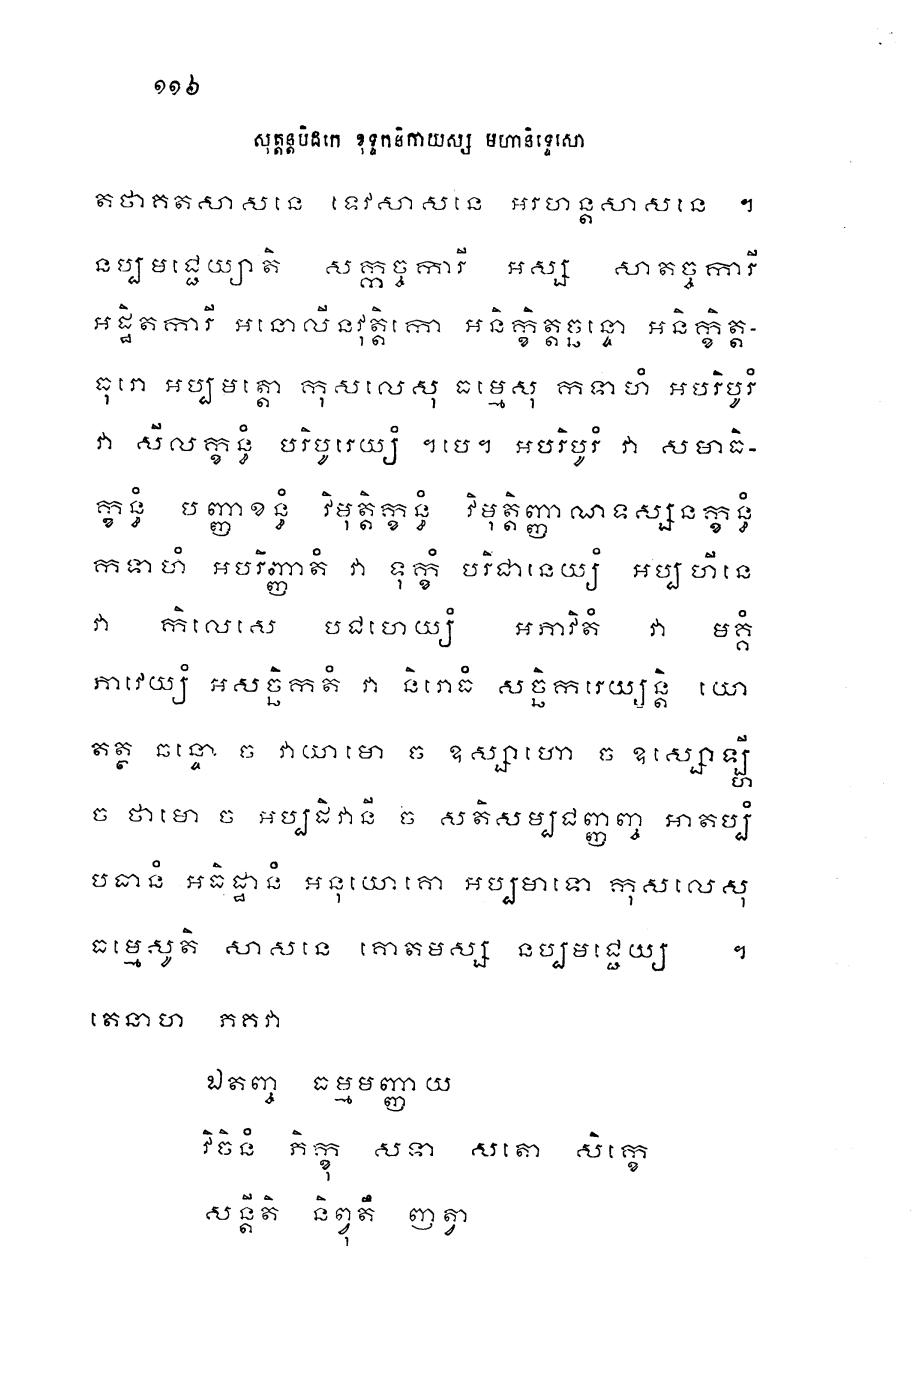 ១១៦
សុត្តន្តបិដកេ ខុទ្ទកនិកាយស្ស មហានិទ្ទេសោ
តថាគតសាសនេ ទេវសាសនេ អរហន្តសាសនេ ។
នប្បមជ្ជេយ្យាតិ សក្កច្ចការី អស្ស សាតច្ចការី
អដ្ឋិតការី អនោលីនវុត្តិកោ អនិក្ខិត្តច្ឆន្ទោ អនិក្ខិត្ត-
ធុរោ អប្បមត្តោ កុសលេសុ ធម្មេសុ កទាហំ អបរិបូរំ
វា សីលក្ខន្ធំ បរិបូរេយ្យំ ។បេ។ អបរិបូរំ វា សមាធិ-
ក្ខន្ធំ បញ្ញាខន្ធំ វិមុត្តិក្ខន្ធំ វិមុត្តិញ្ញាណទស្សនក្ខន្ធំ
កទាហំ អបរិញ្ញាតំ វា ទុក្ខំ បរិជានេយ្យំ អប្បហីនេ
វា កិលេសេ បជហេយ្យំ អភាវិតំ វា មគ្គំ
ភាវេយ្យំ អសច្ឆិកតំ វា និរោធំ សច្ឆិករេយ្យន្តិ យោ
តត្ថ ឆន្ទោ ច វាយាមោ ច ឧស្សាហោ ច ឧស្សោឡ្ហី
ច ថាមោ ច អប្បដិវានី ច សតិសម្បជញ្ញញ្ច អាតប្បំ
បធានំ អធិដ្ឋានំ អនុយោគោ អប្បមាទោ កុសលេសុ
ធម្មេសូតិ សាសនេ គោតមស្ស នប្បមជ្ជេយ្យ ។
តេនាហ ភគវា
ឯតញ្ច ធម្មមញ្ញាយ
វិចិនំ ភិក្ខុ សទា សតោ សិក្ខេ
សន្តីតិ និព្វុតឹ ញត្វា